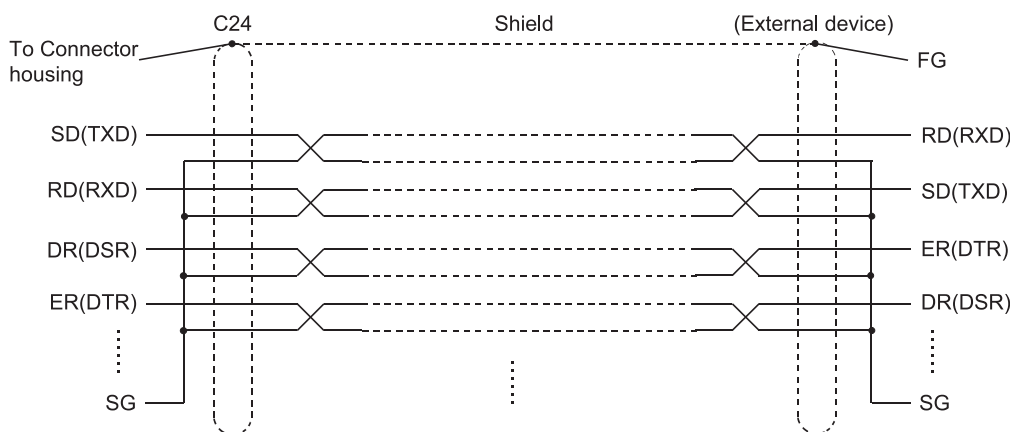 C24
Shield
(External device)
To Connector
housing
FG
SD(TXD)
RD(RXD)
RD(RXD)
SD(TXD)
DR(DSR)
ER(DTR)
ER(DTR)
DR(DSR)
SG
SG